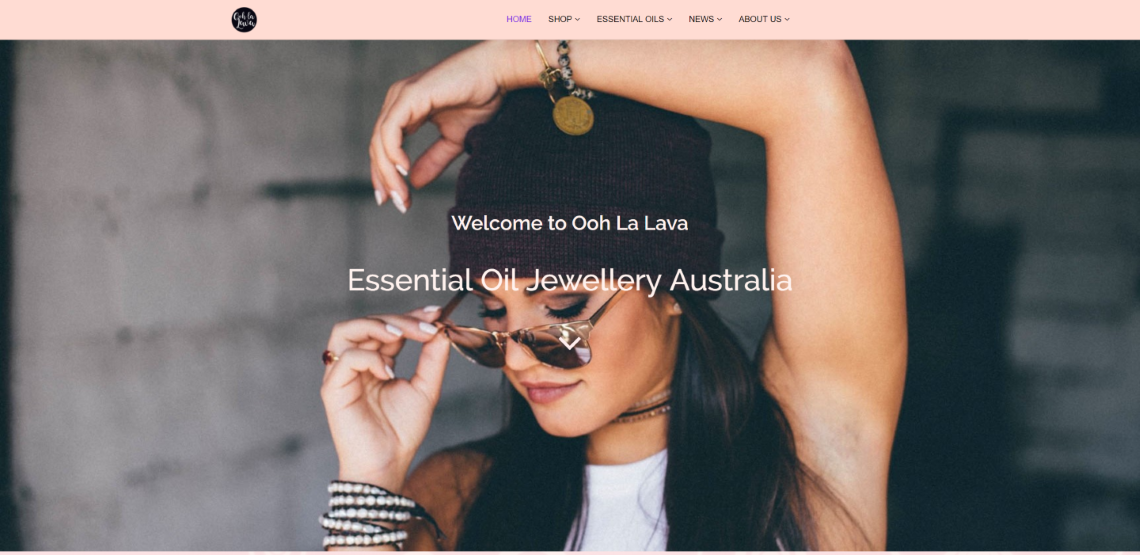 Ooh la
Lava
HOME SHOP ESSENTIAL OILS NEWS ABOUT US
Welcome to Ooh La Lava
Essential Oil Jewellery Australia